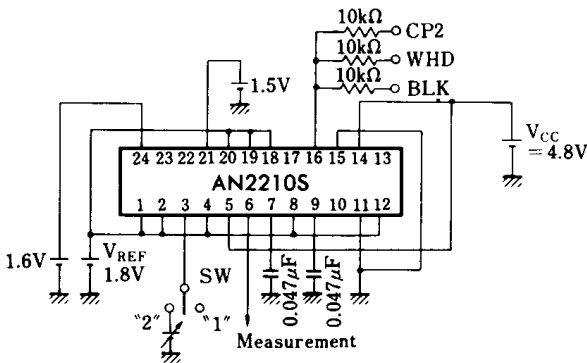 10kΩ CP2
10kΩ WHD
10kΩ BLK
1.5V
VCC
=4.8V
24 23 22 21 20 19 18 17 16 15 14 13
AN2210S
1 2 3 4 5 6 7 8 9 10 11 12
1.6V
VREF
1.8V
SW
0.047μF
0.047μF
"2" "1"
Measurement